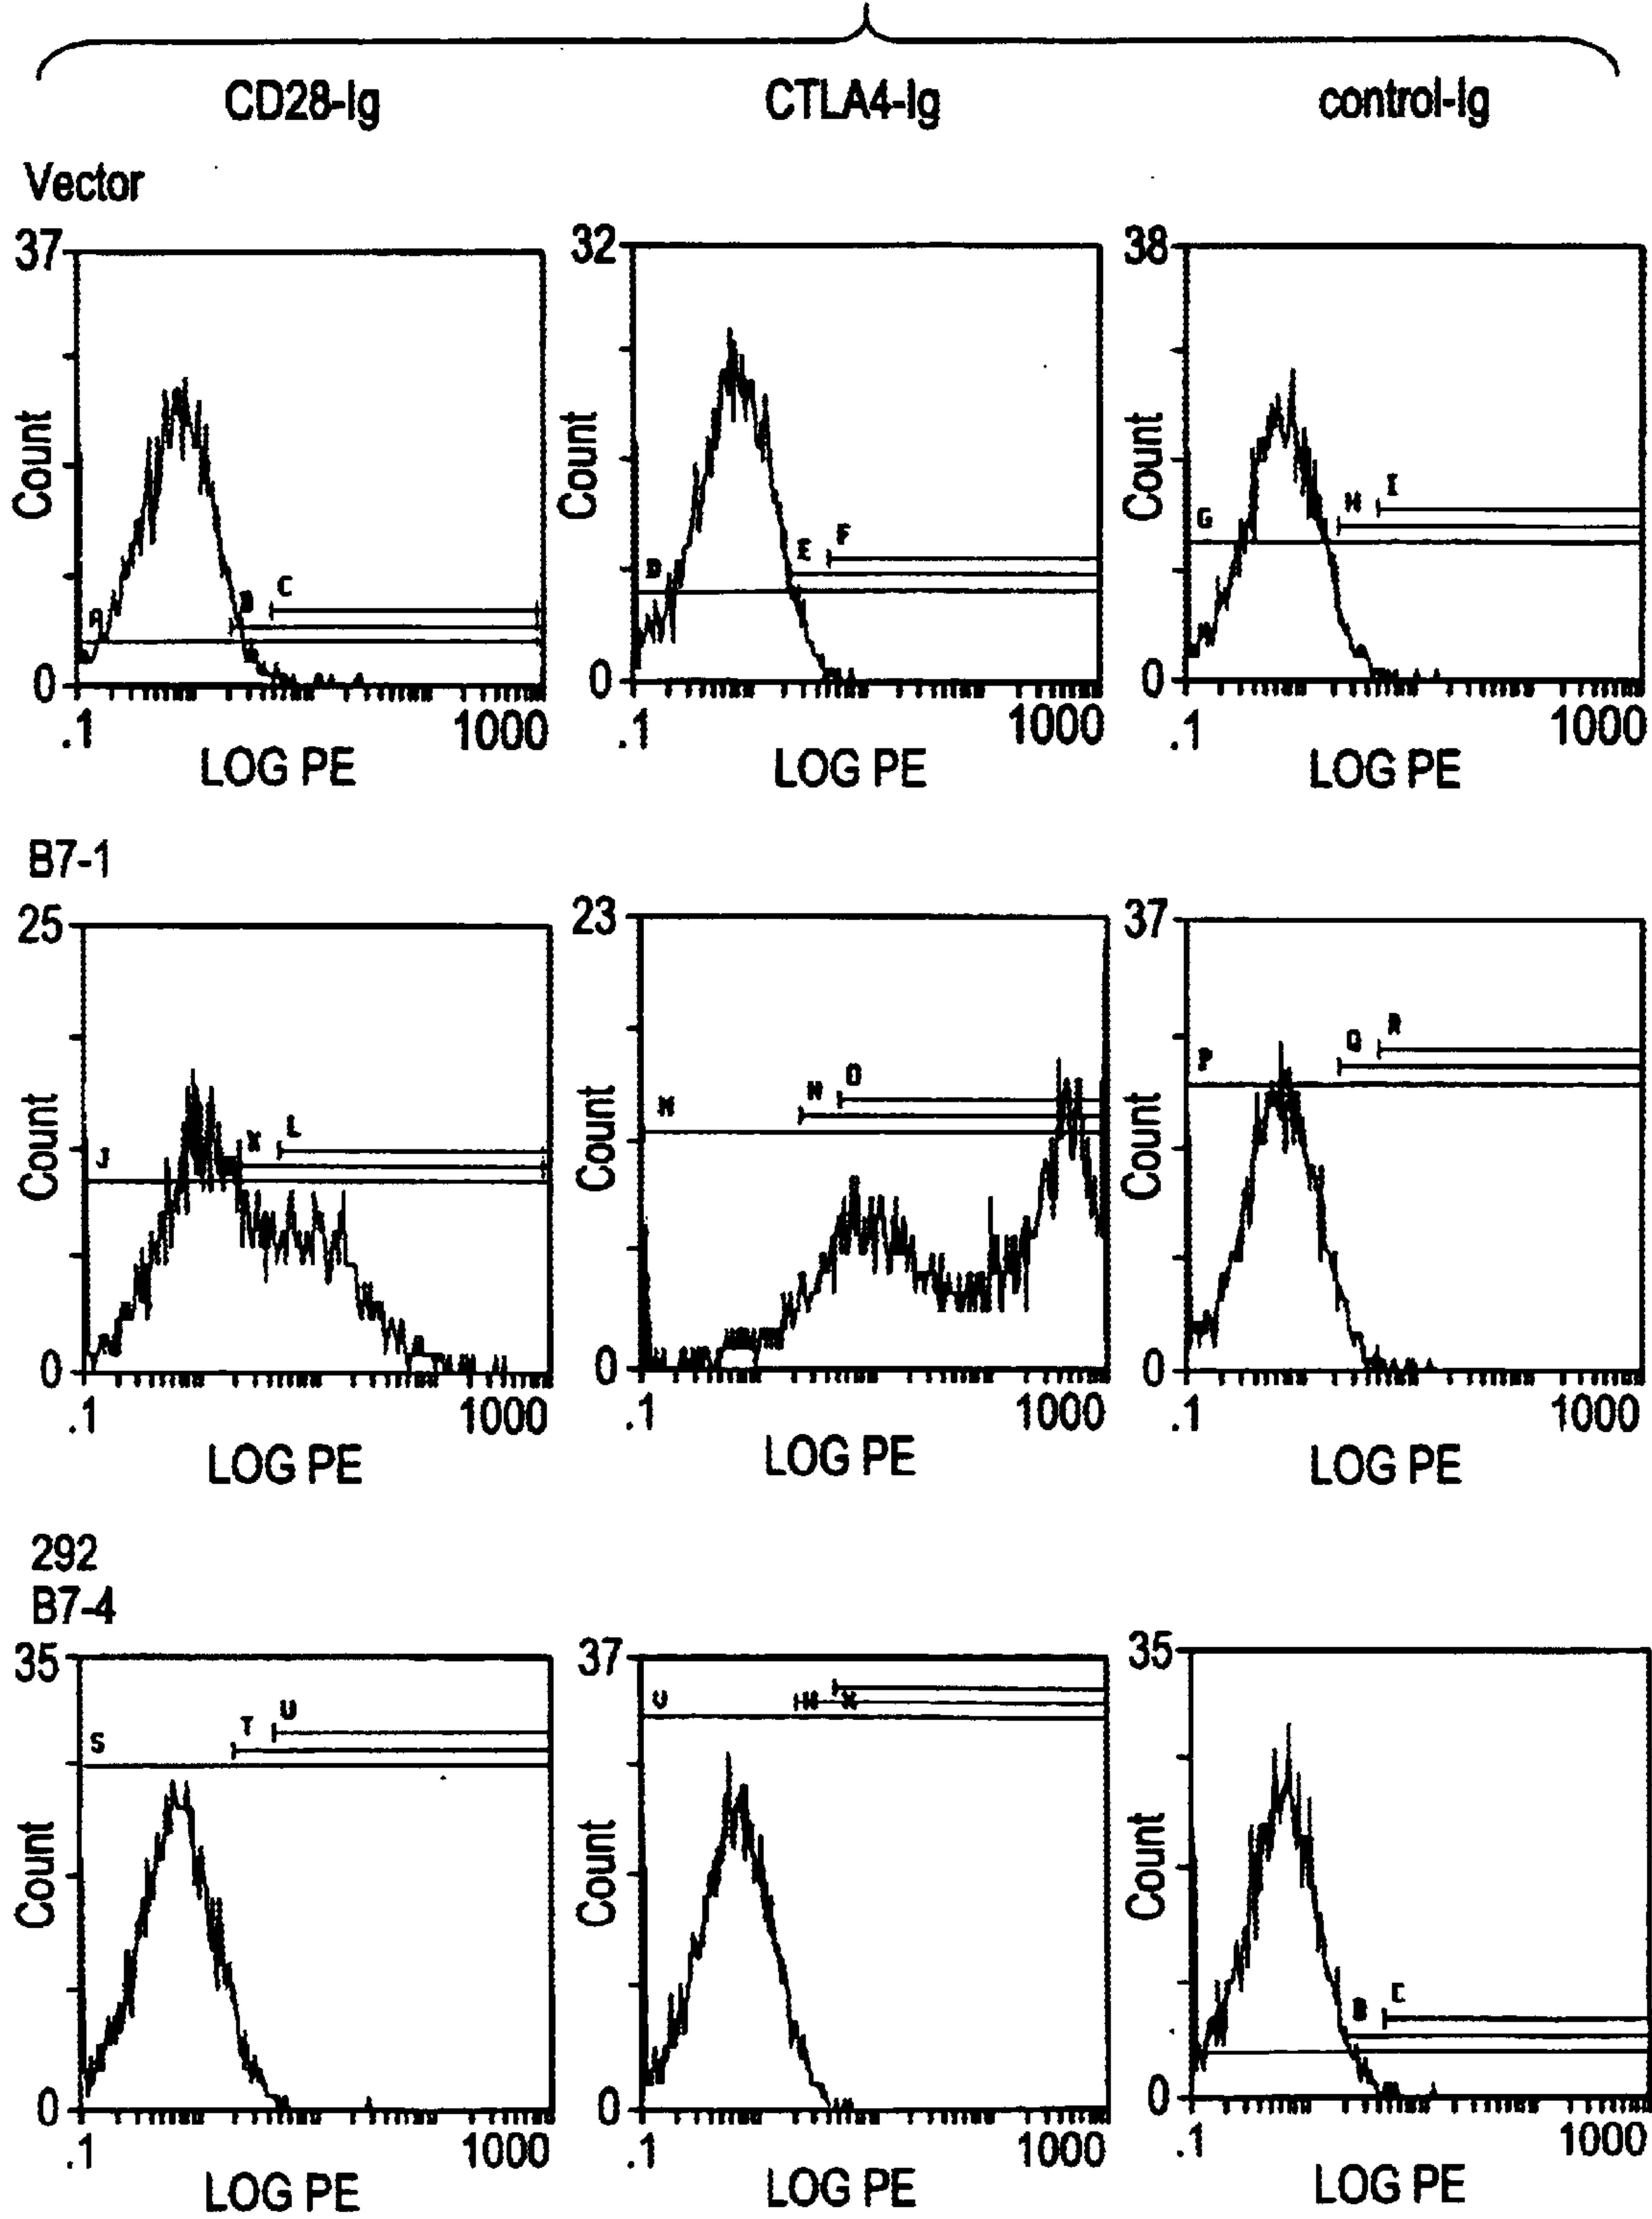 CD28-Ig CTLA4-Ig control-Ig
Vector
37 32 38
Count Count Count
A B C D E F G H I
0 0 0
.1 1000 .1 1000 .1 1000
LOG PE LOG PE LOG PE
B7-1
25 23 37
Count Count Count
J K L M N O P Q R
0 0 0
.1 1000 .1 1000 .1 1000
LOG PE LOG PE LOG PE
292
B7-4
35 37 35
Count Count Count
S T U B C
0 0 0
.1 1000 .1 1000 .1 1000
LOG PE LOG PE LOG PE